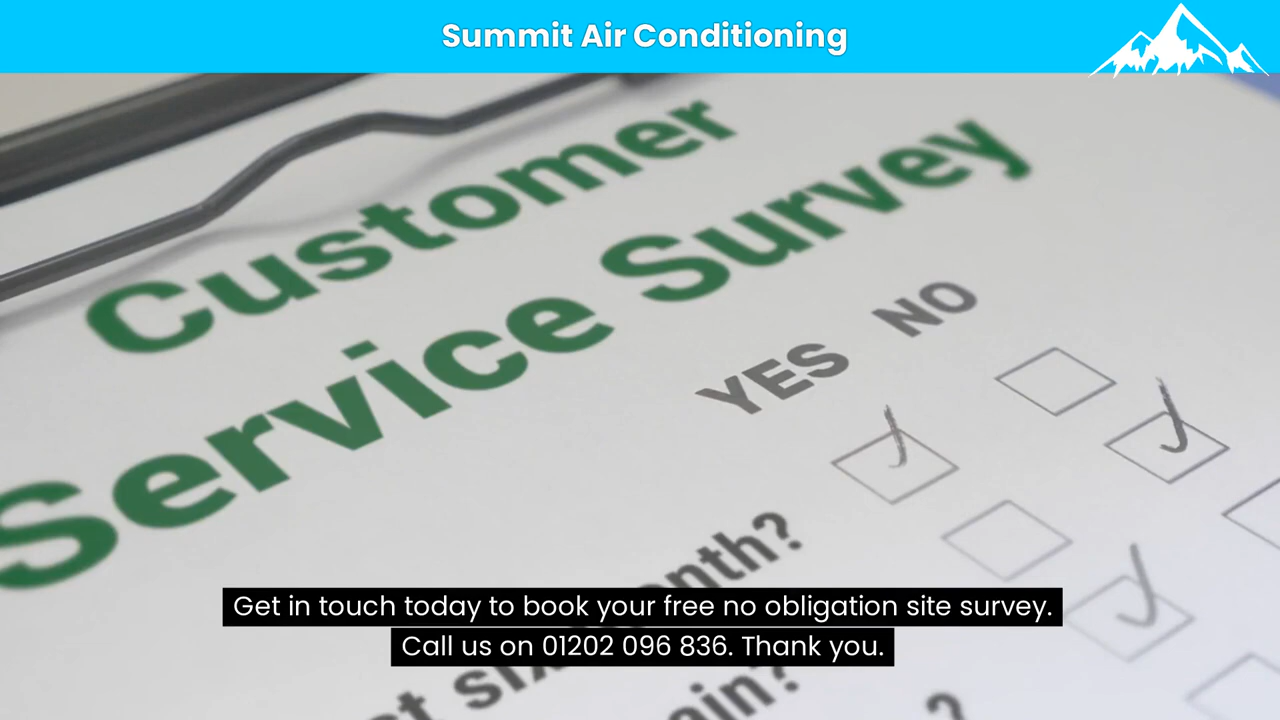 Summit Air Conditioning
Customer
Service Survey
YES NO
Get in touch today to book your free no obligation site survey.
Call us on 01202 096 836. Thank you.
?